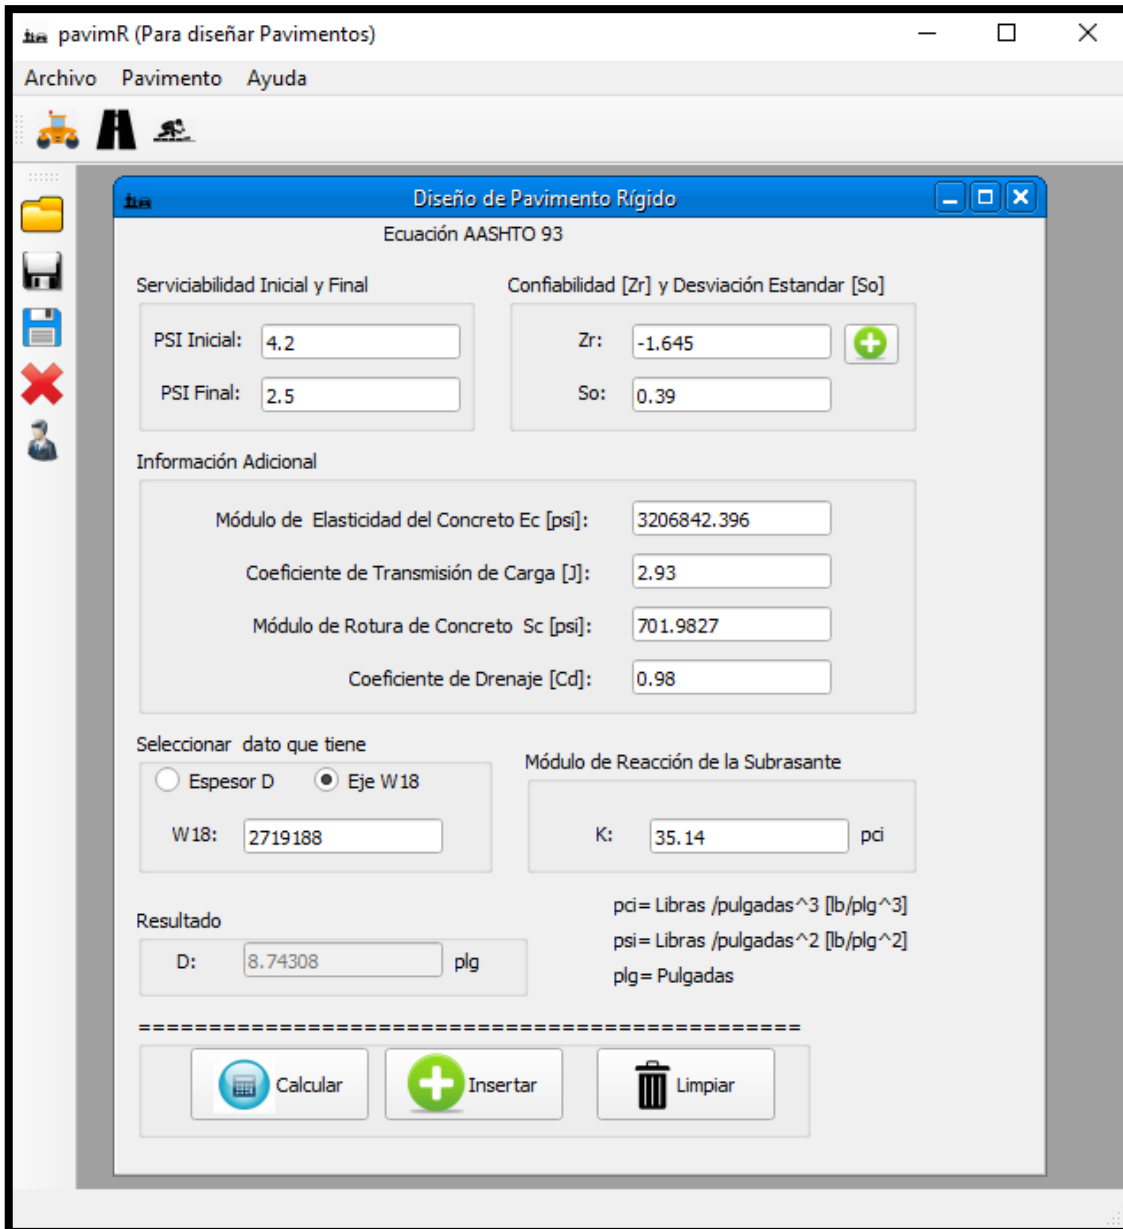 pavimR (Para diseñar Pavimentos)
Archivo Pavimento Ayuda
Diseño de Pavimento Rígido
Ecuación AASHTO 93
Serviciabilidad Inicial y Final
Confiabilidad [Zr] y Desviación Estandar [So]
PSI Inicial: 4.2
Zr: -1.645
PSI Final: 2.5
So: 0.39
Información Adicional
Módulo de Elasticidad del Concreto Ec [psi]: 3206842.396
Coeficiente de Transmisión de Carga [J]: 2.93
Módulo de Rotura de Concreto Sc [psi]: 701.9827
Coeficiente de Drenaje [Cd]: 0.98
Seleccionar dato que tiene
Módulo de Reacción de la Subrasante
Espesor D Eje W18
W18: 2719188
K: 35.14 pci
Resultado
D: 8.74308 plg
pci= Libras /pulgadas^3 [lb/plg^3]
psi= Libras /pulgadas^2 [lb/plg^2]
plg= Pulgadas
===============================================
Calcular Insertar Limpiar